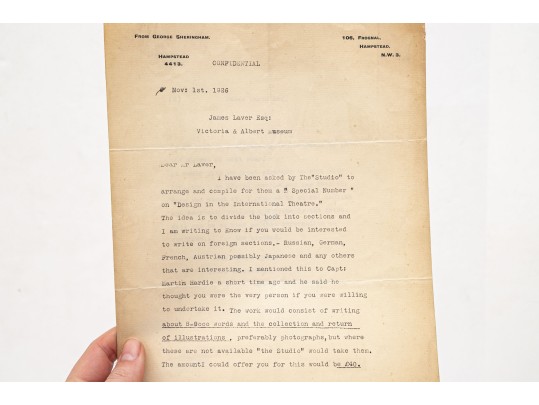 From George Sheringham.
106, Frognal,
Hampstead,
N.W. 3.
Hampstead
4413.
CONFIDENTIAL
Nov: 1st. 1926
James Laver Esq:
Victoria & Albert Museum
Dear Mr Laver,
I have been asked by The "Studio" to
arrange and compile for them a " Special Number "
on "Design in the International Theatre."
The idea is to divide the book into sections and
I am writing to know if you would be interested
to write on foreign sections.- Russian, German,
French, Austrian possibly Japanese and any others
that are interesting. I mentioned this to Capt:
Martin Hardie a short time ago and he said he
thought you were the very person if you were willing
to undertake it. The work would consist of writing
about words and the collection and return
of illustrations , preferably photographs, but where
these are not available "the Studio" would take them.
The amount I could offer you for this would be £40.